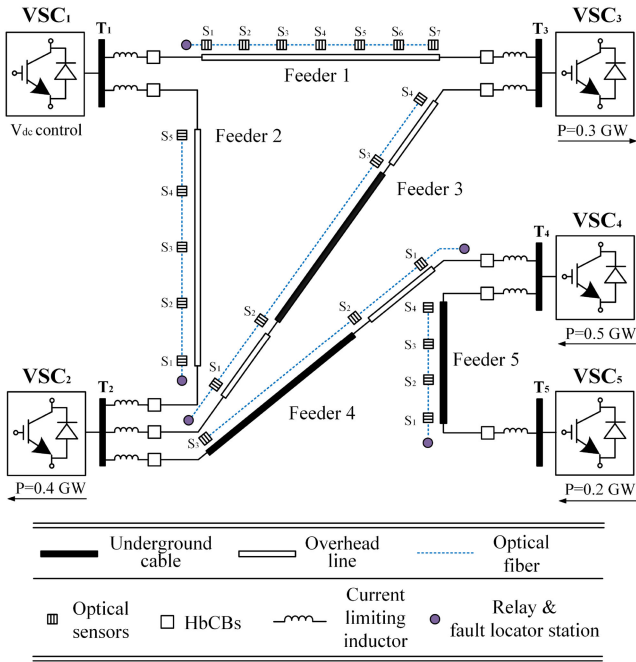 VSC₁
T₁
Vdc control
S₁ S₂ S₃ S₄ S₅ S₆ S₇
Feeder 1
T₃
VSC₃
P=0.3 GW
Feeder 2
S₅
S₄
S₃
S₂
S₁
S₄
S₃
Feeder 3
S₂
S₁
T₄
VSC₄
P=0.5 GW
S₁
S₂
Feeder 4
S₃
S₄
S₃
S₂
S₁
Feeder 5
VSC₂
T₂
P=0.4 GW
T₅
VSC₅
P=0.2 GW
Underground cable
Overhead line
Optical fiber
Optical sensors
HbCBs
Current limiting inductor
Relay & fault locator station